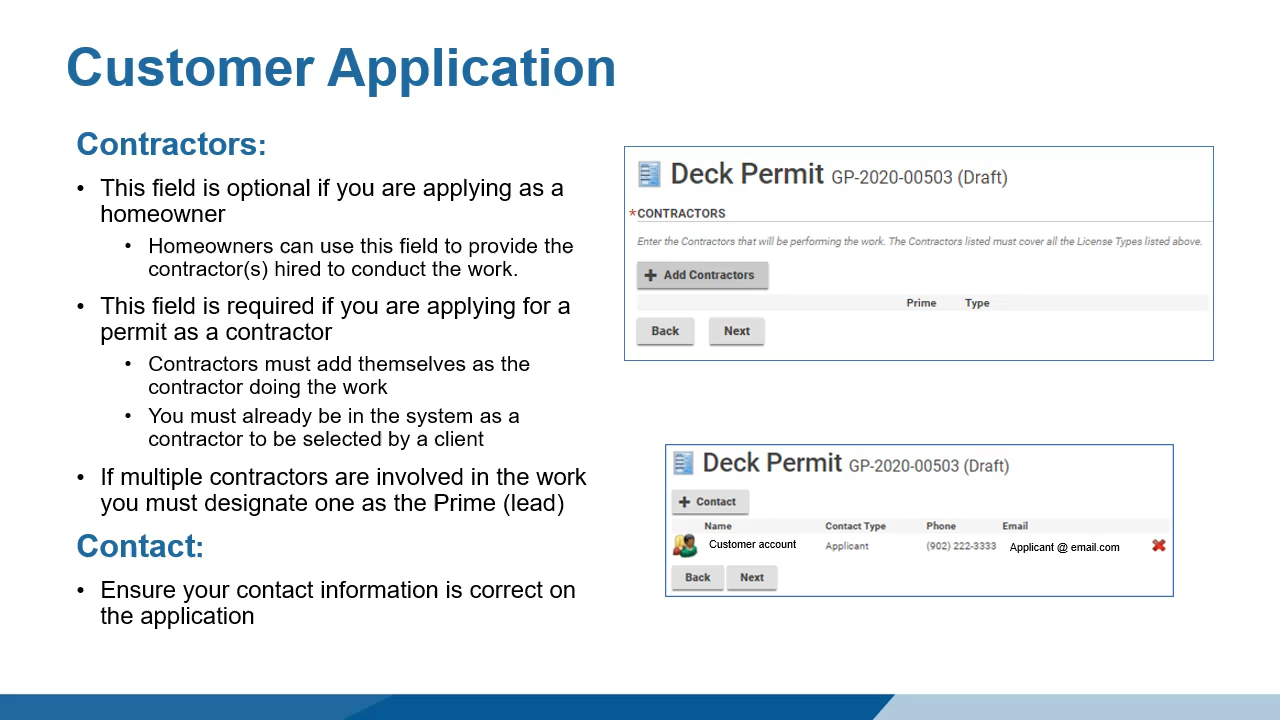 Customer Application
Contractors:
• This field is optional if you are applying as a
homeowner
• Homeowners can use this field to provide the
contractor(s) hired to conduct the work.
• This field is required if you are applying for a
permit as a contractor
• Contractors must add themselves as the
contractor doing the work
• You must already be in the system as a
contractor to be selected by a client
• If multiple contractors are involved in the work
you must designate one as the Prime (lead)
Contact:
• Ensure your contact information is correct on
the application
Deck Permit GP-2020-00503 (Draft)
*CONTRACTORS
Enter the Contractors that will be performing the work. The Contractors listed must cover all the License Types listed above.
+ Add Contractors
Prime Type
Back Next
Deck Permit GP-2020-00503 (Draft)
+ Contact
Name Contact Type Phone Email
Customer account Applicant (902) 222-3333 Applicant @ email.com
Back Next